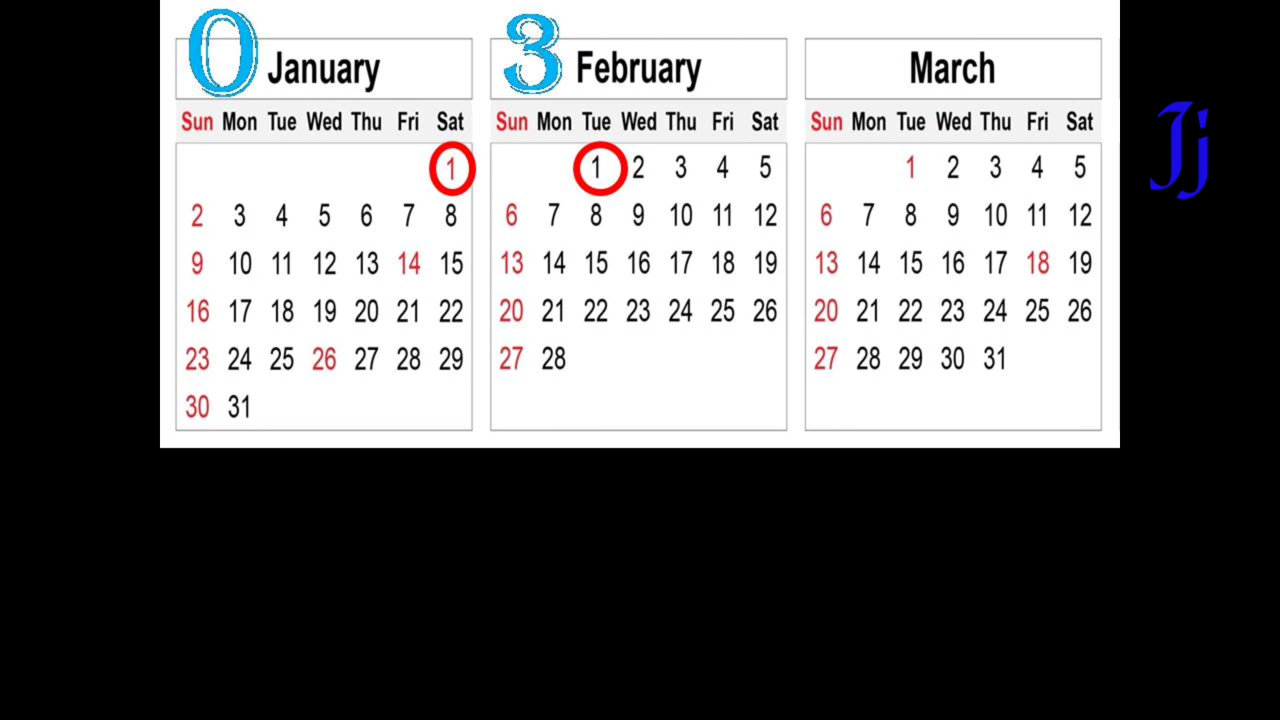 0 January
Sun Mon Tue Wed Thu Fri Sat
1
2 3 4 5 6 7 8
9 10 11 12 13 14 15
16 17 18 19 20 21 22
23 24 25 26 27 28 29
30 31
3 February
Sun Mon Tue Wed Thu Fri Sat
1 2 3 4 5
6 7 8 9 10 11 12
13 14 15 16 17 18 19
20 21 22 23 24 25 26
27 28
March
Sun Mon Tue Wed Thu Fri Sat
1 2 3 4 5
6 7 8 9 10 11 12
13 14 15 16 17 18 19
20 21 22 23 24 25 26
27 28 29 30 31
Jj